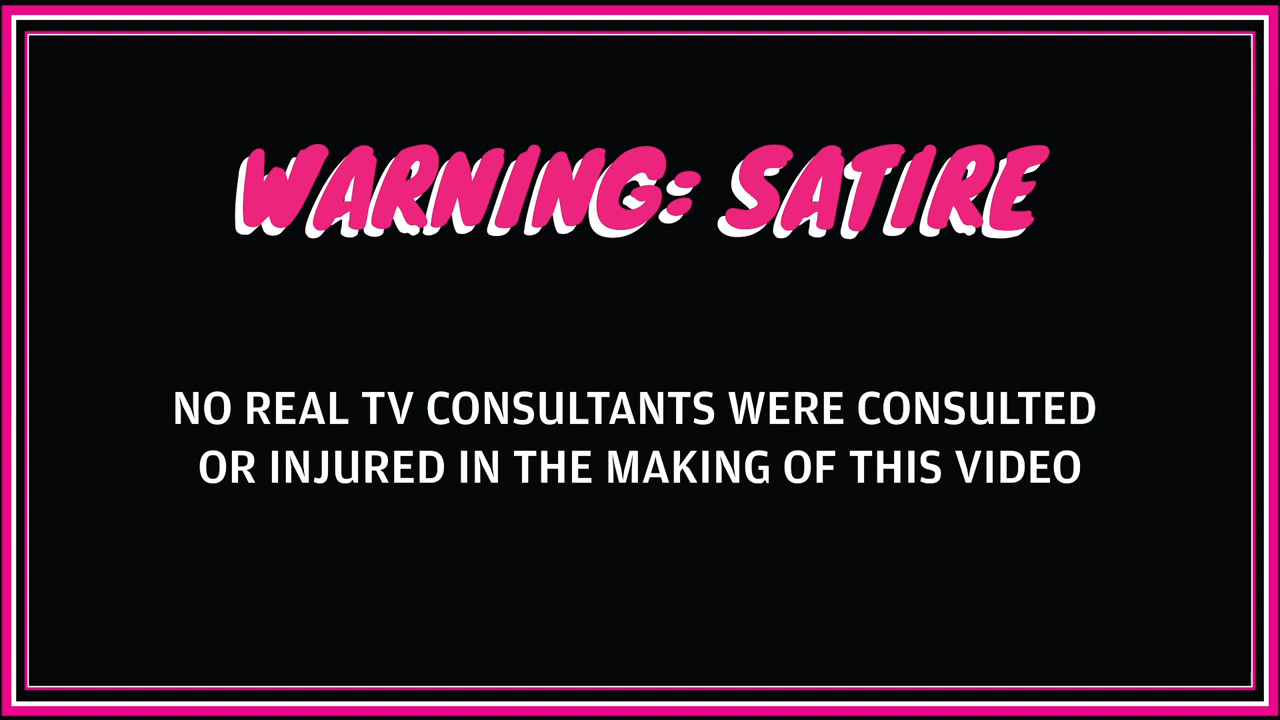 WARNING: SATIRE
NO REAL TV CONSULTANTS WERE CONSULTED
OR INJURED IN THE MAKING OF THIS VIDEO